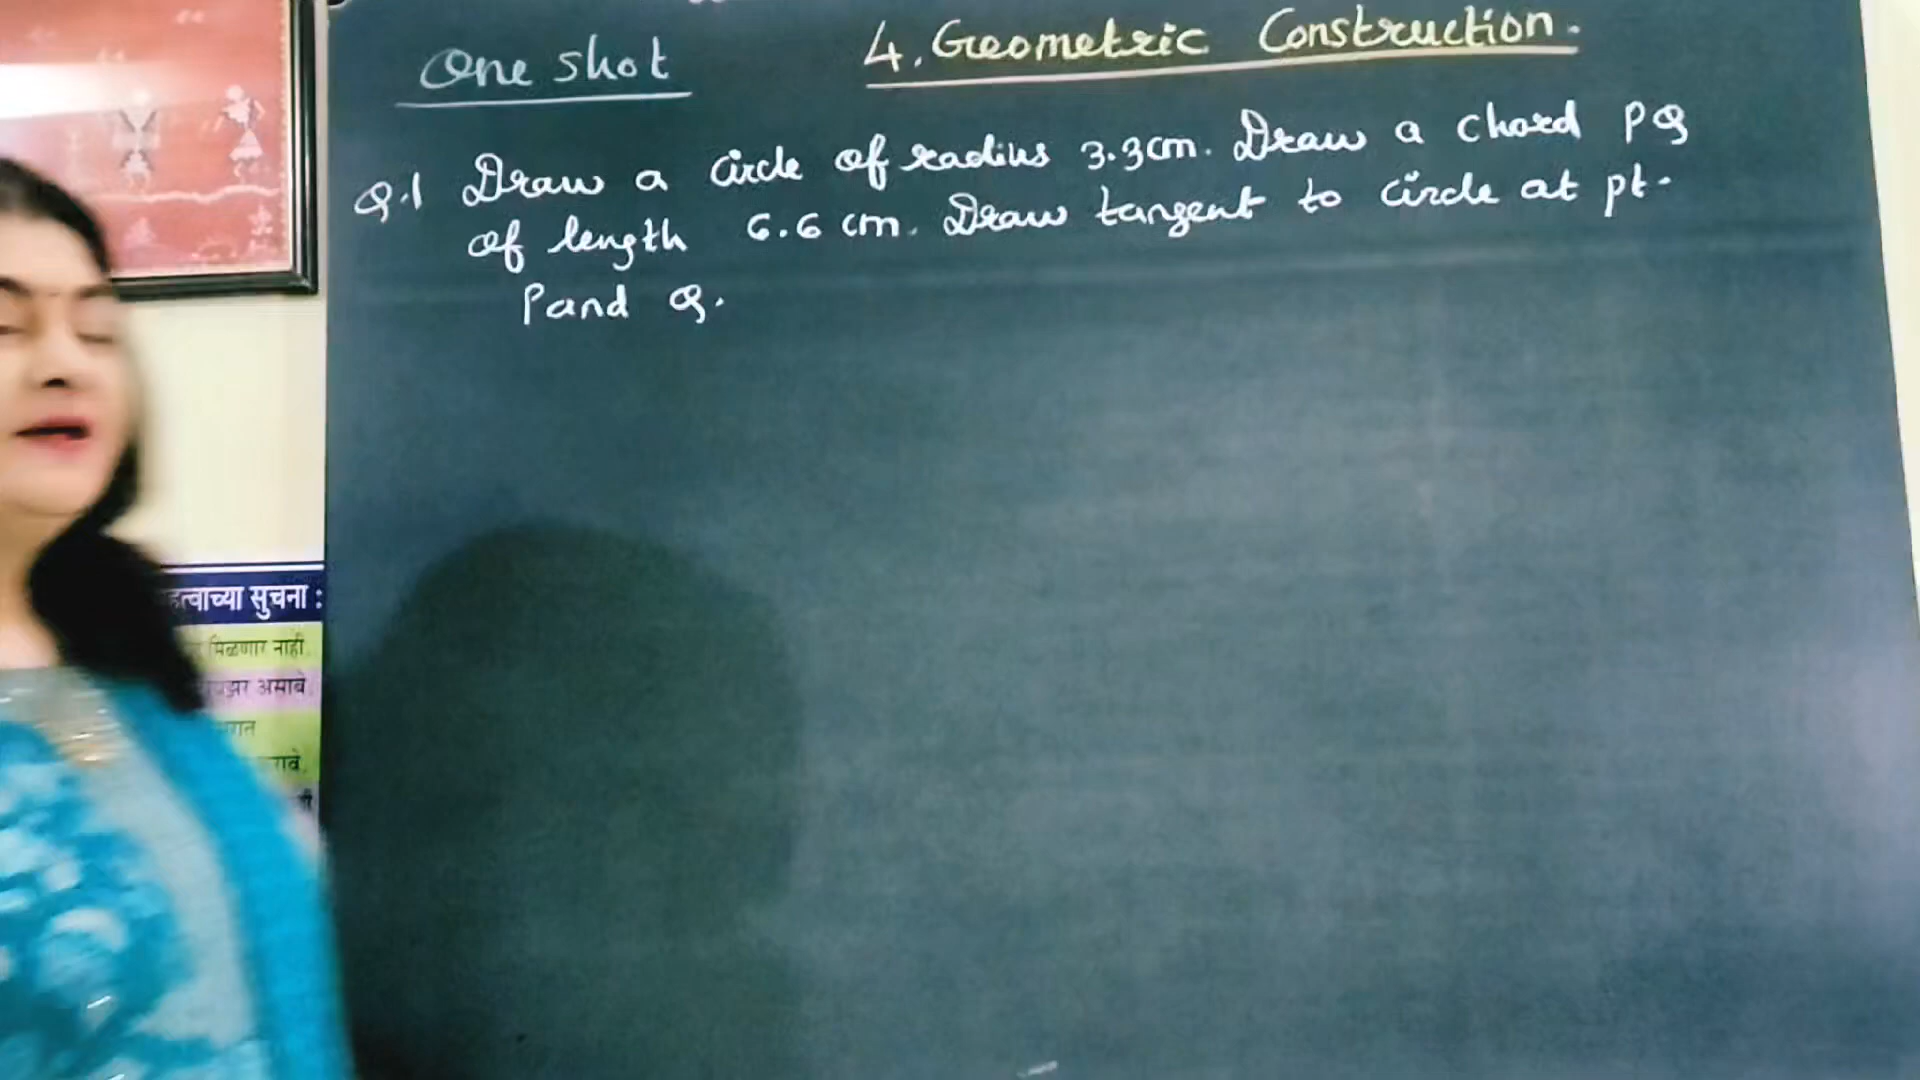 One shot
4. Geometric Construction.
Q.1 Draw a circle of radius 3.3cm. Draw a chord PQ
of length 6.6 cm. Draw tangent to circle at pt.
P and Q.
सुचना :
मिळणार नाही.
असावे